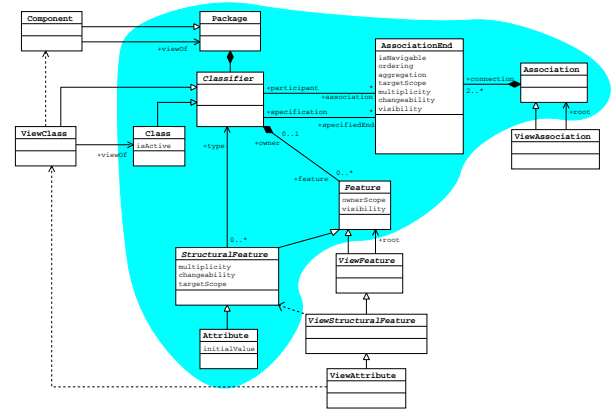 Component
Package
+viewOf
AssociationEnd
isNavigable
ordering
aggregation
targetScope
multiplicity
changeability
visibility
Association
+connection
2..*
+root
ViewAssociation
Classifier
+participant
*
+association
+specification
*
+specifiedEnd
ViewClass
+viewOf
Class
isActive
+type
0..1
+owner
+feature
0..*
Feature
ownerScope
visibility
+root
0..*
StructuralFeature
multiplicity
changeability
targetScope
ViewFeature
ViewStructuralFeature
Attribute
initialValue
ViewAttribute